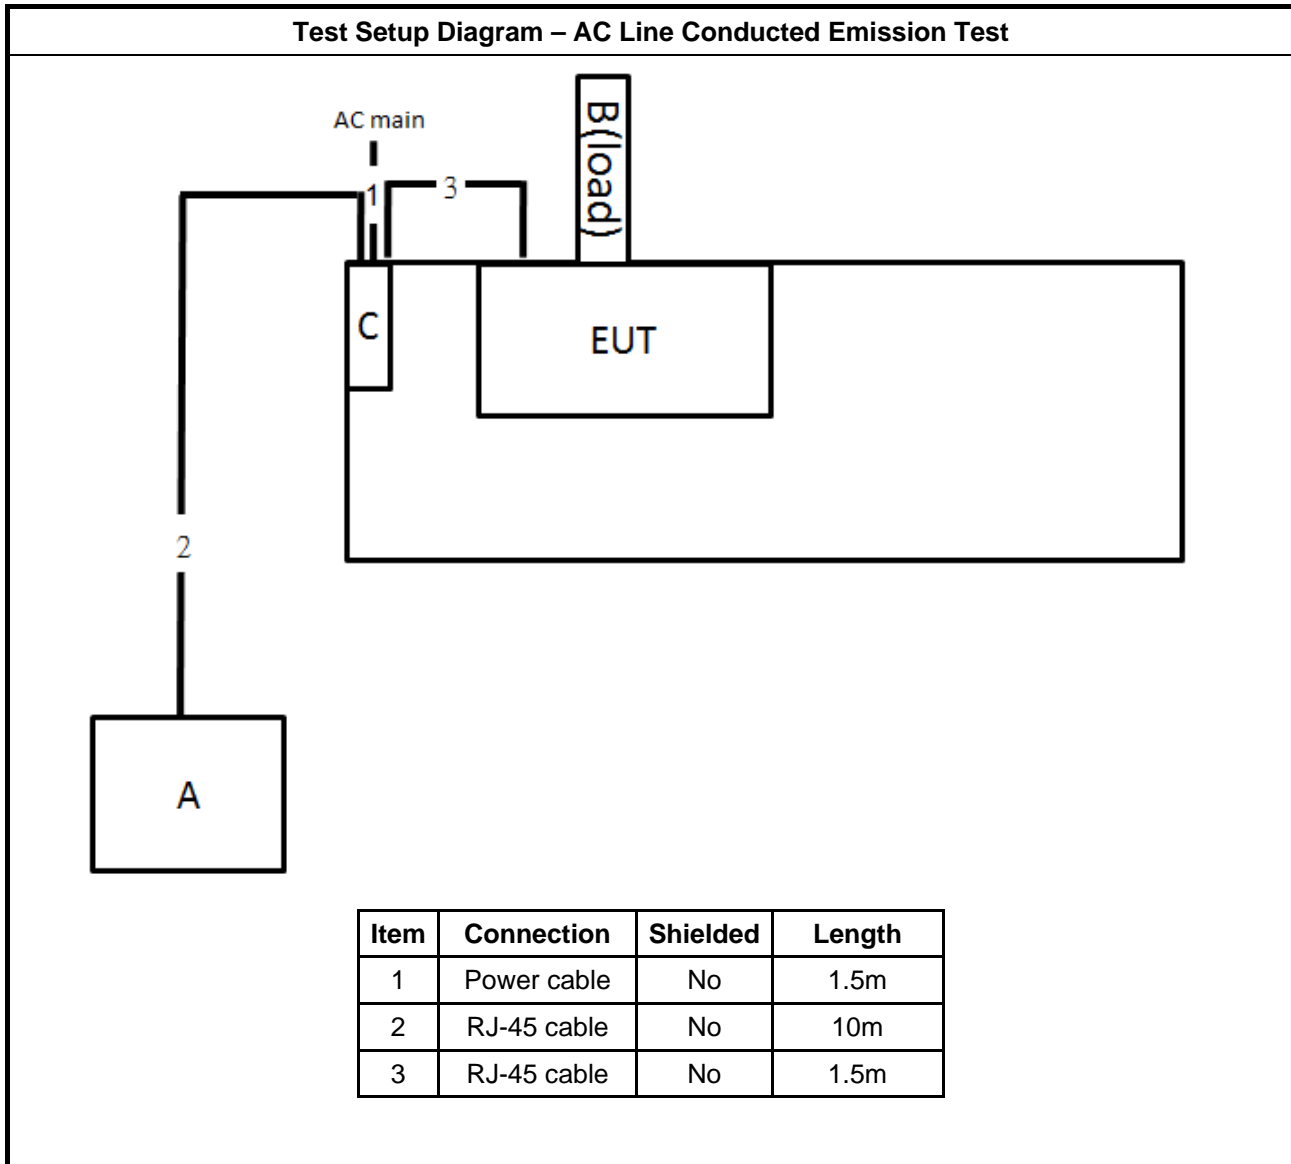 Test Setup Diagram – AC Line Conducted Emission Test
AC main
B(load)
1
3
C
EUT
2
A
Item Connection Shielded Length
1 Power cable No 1.5m
2 RJ-45 cable No 10m
3 RJ-45 cable No 1.5m